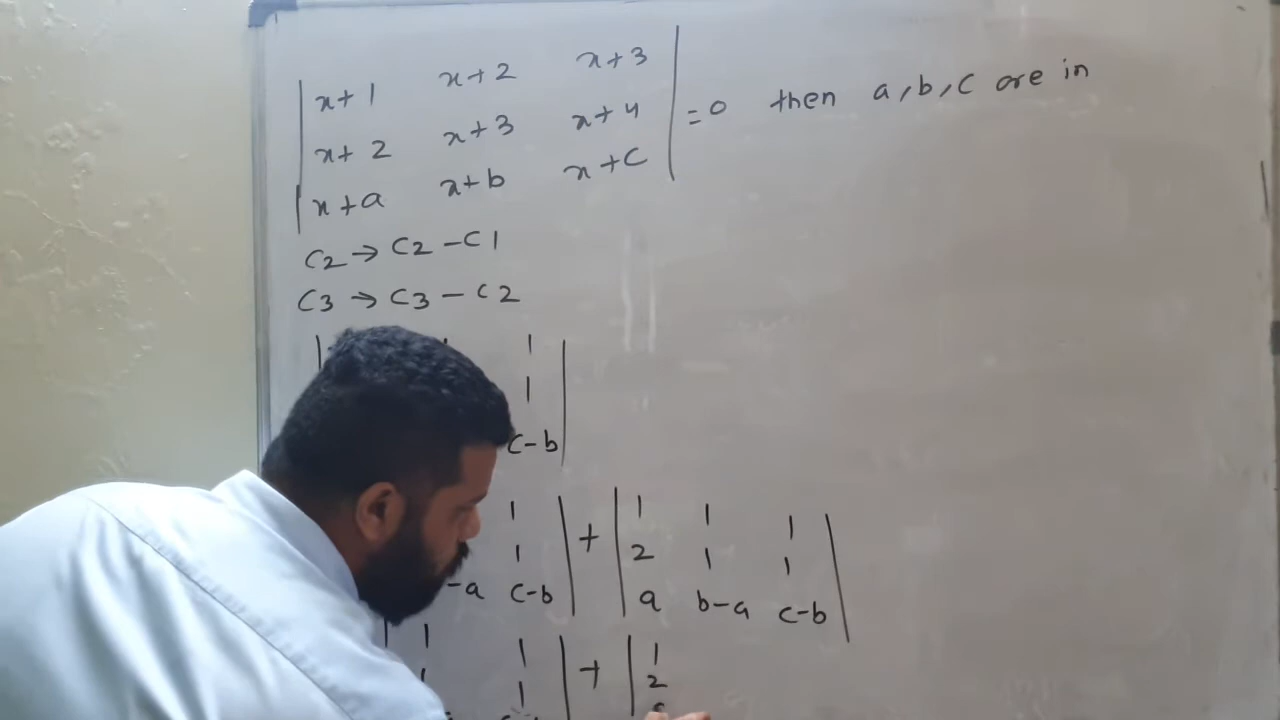 | x+1 x+2 x+3 |
| x+2 x+3 x+4 | =0 then a,b,c are in
| x+a x+b x+c |
C2 → C2 - C1
C3 → C3 - C2
| 1 |
1 |
c-b |
1 | | 1 1 1 |
1 | + | 2 1 1 |
-a c-b | | a b-a c-b |
| 1 1 | | 1
1 | + | 2